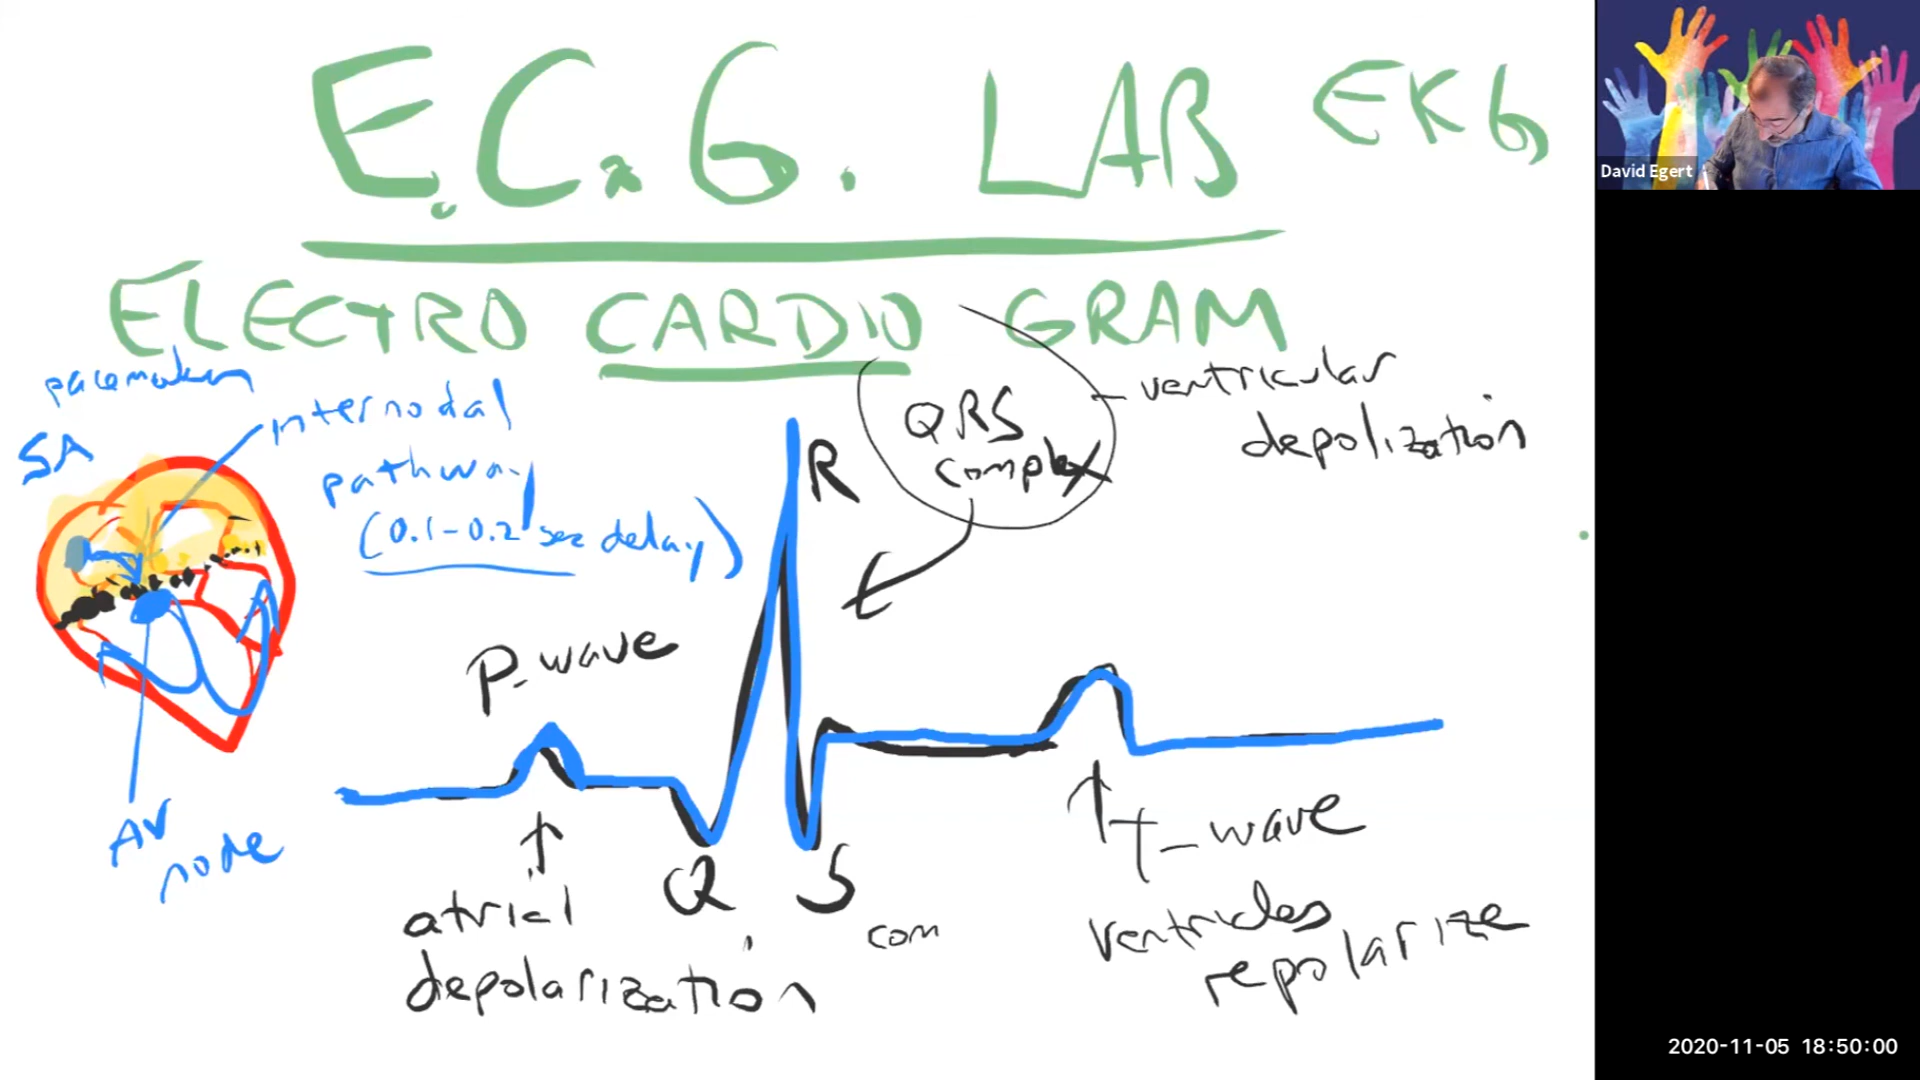 E.C.G. LAB EKG
ELECTRO CARDIO GRAM
pacemaker
SA
internodal
pathway
(0.1-0.2 sec delay)
QRS
complex
ventricular
depolization
R
P-wave
AV
node
Q
S
com
atrial
depolarization
T-wave
ventricles
repolarize
David Egert
2020-11-05 18:50:00